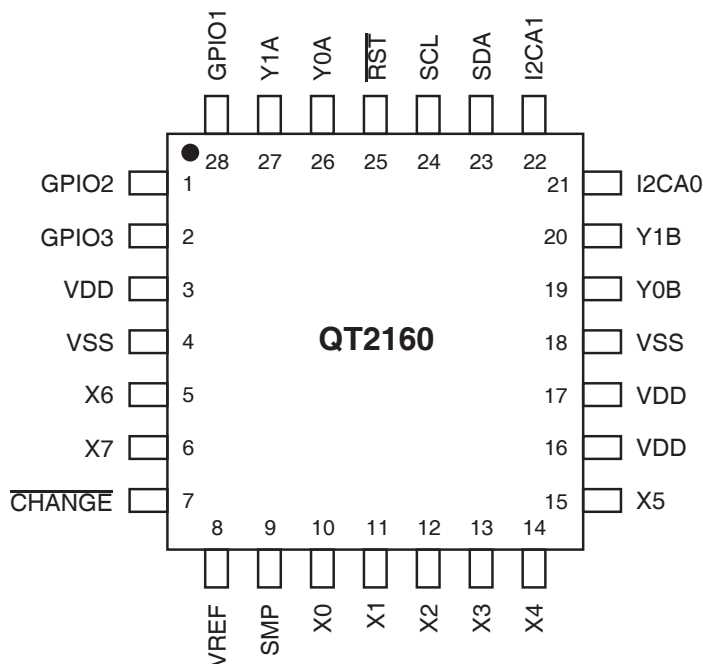 GPIO1 Y1A Y0A RST SCL SDA I2CA1
28 27 26 25 24 23 22
GPIO2 1 21 I2CA0
GPIO3 2 20 Y1B
VDD 3 19 Y0B
VSS 4 QT2160 18 VSS
X6 5 17 VDD
X7 6 16 VDD
CHANGE 7 15 X5
8 9 10 11 12 13 14
VREF SMP X0 X1 X2 X3 X4